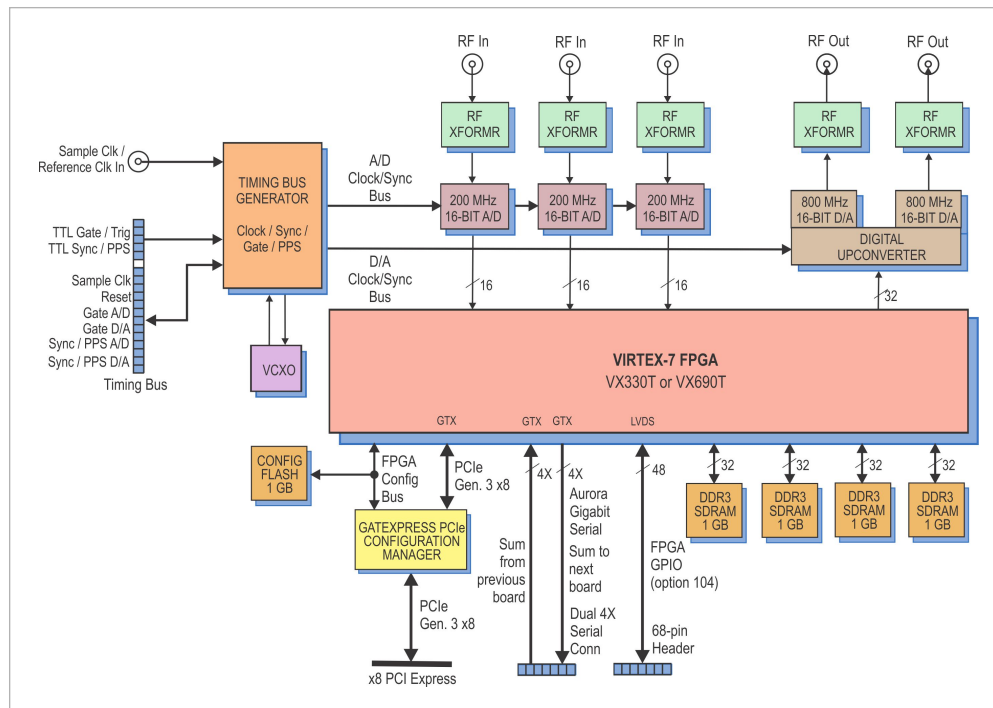 RF In
RF In
RF In
RF Out
RF Out
RF
XFORMR
RF
XFORMR
RF
XFORMR
RF
XFORMR
RF
XFORMR
Sample Clk /
Reference Clk In
TIMING BUS
GENERATOR
Clock / Sync /
Gate / PPS
A/D
Clock/Sync
Bus
200 MHz
16-BIT A/D
200 MHz
16-BIT A/D
200 MHz
16-BIT A/D
800 MHz
16-BIT D/A
800 MHz
16-BIT D/A
DIGITAL
UPCONVERTER
TTL Gate / Trig
TTL Sync / PPS
Sample Clk
Reset
Gate A/D
Gate D/A
Sync / PPS A/D
Sync / PPS D/A
Timing Bus
D/A
Clock/Sync
Bus
16
16
16
32
VCXO
VIRTEX-7 FPGA
VX330T or VX690T
GTX
GTX
GTX
LVDS
CONFIG
FLASH
1 GB
FPGA
Config
Bus
PCIe
Gen. 3 x8
4X
4X
48
32
32
32
32
Aurora
Gigabit
Serial
DDR3
SDRAM
1 GB
DDR3
SDRAM
1 GB
DDR3
SDRAM
1 GB
DDR3
SDRAM
1 GB
GATEXPRESS PCIe
CONFIGURATION
MANAGER
Sum
from
previous
board
Sum to
next
board
FPGA
GPIO
(option 104)
PCIe
Gen. 3 x8
Dual 4X
Serial
Conn
68-pin
Header
x8 PCI Express